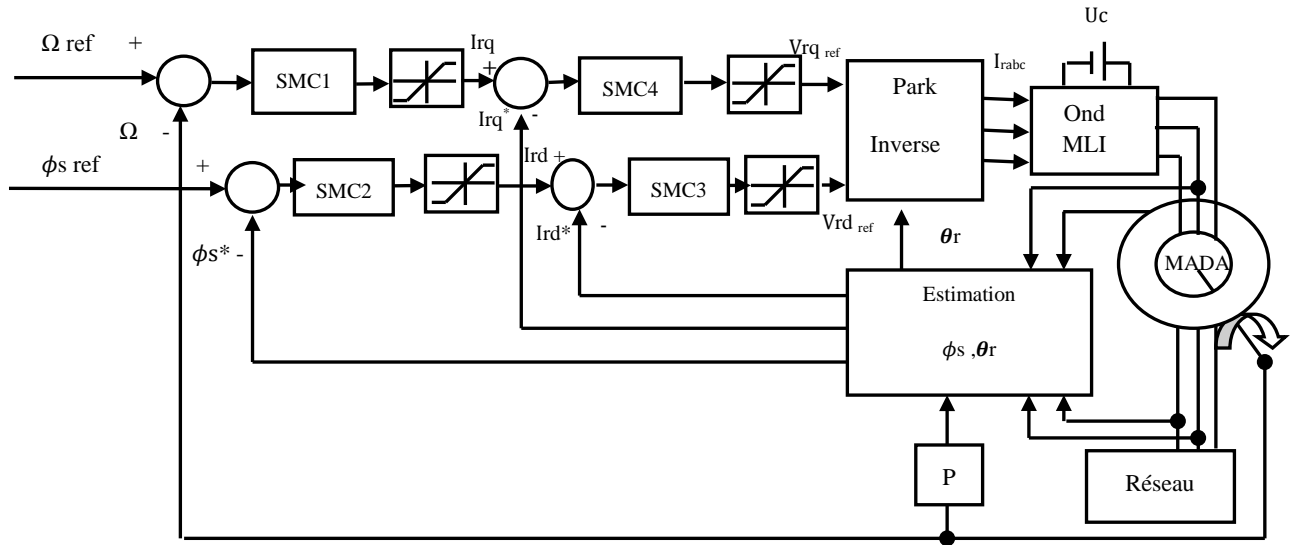 Uc
Ω ref +
Irq
+
Vrq ref
Irabc
SMC1
SMC4
Park
Inverse
Ond
MLI
Ω -
Irq*
-
ϕs ref +
Ird +
SMC2
SMC3
Ird*
-
Vrd ref
θr
ϕs* -
MADA
Estimation
ϕs ,θr
P
Réseau